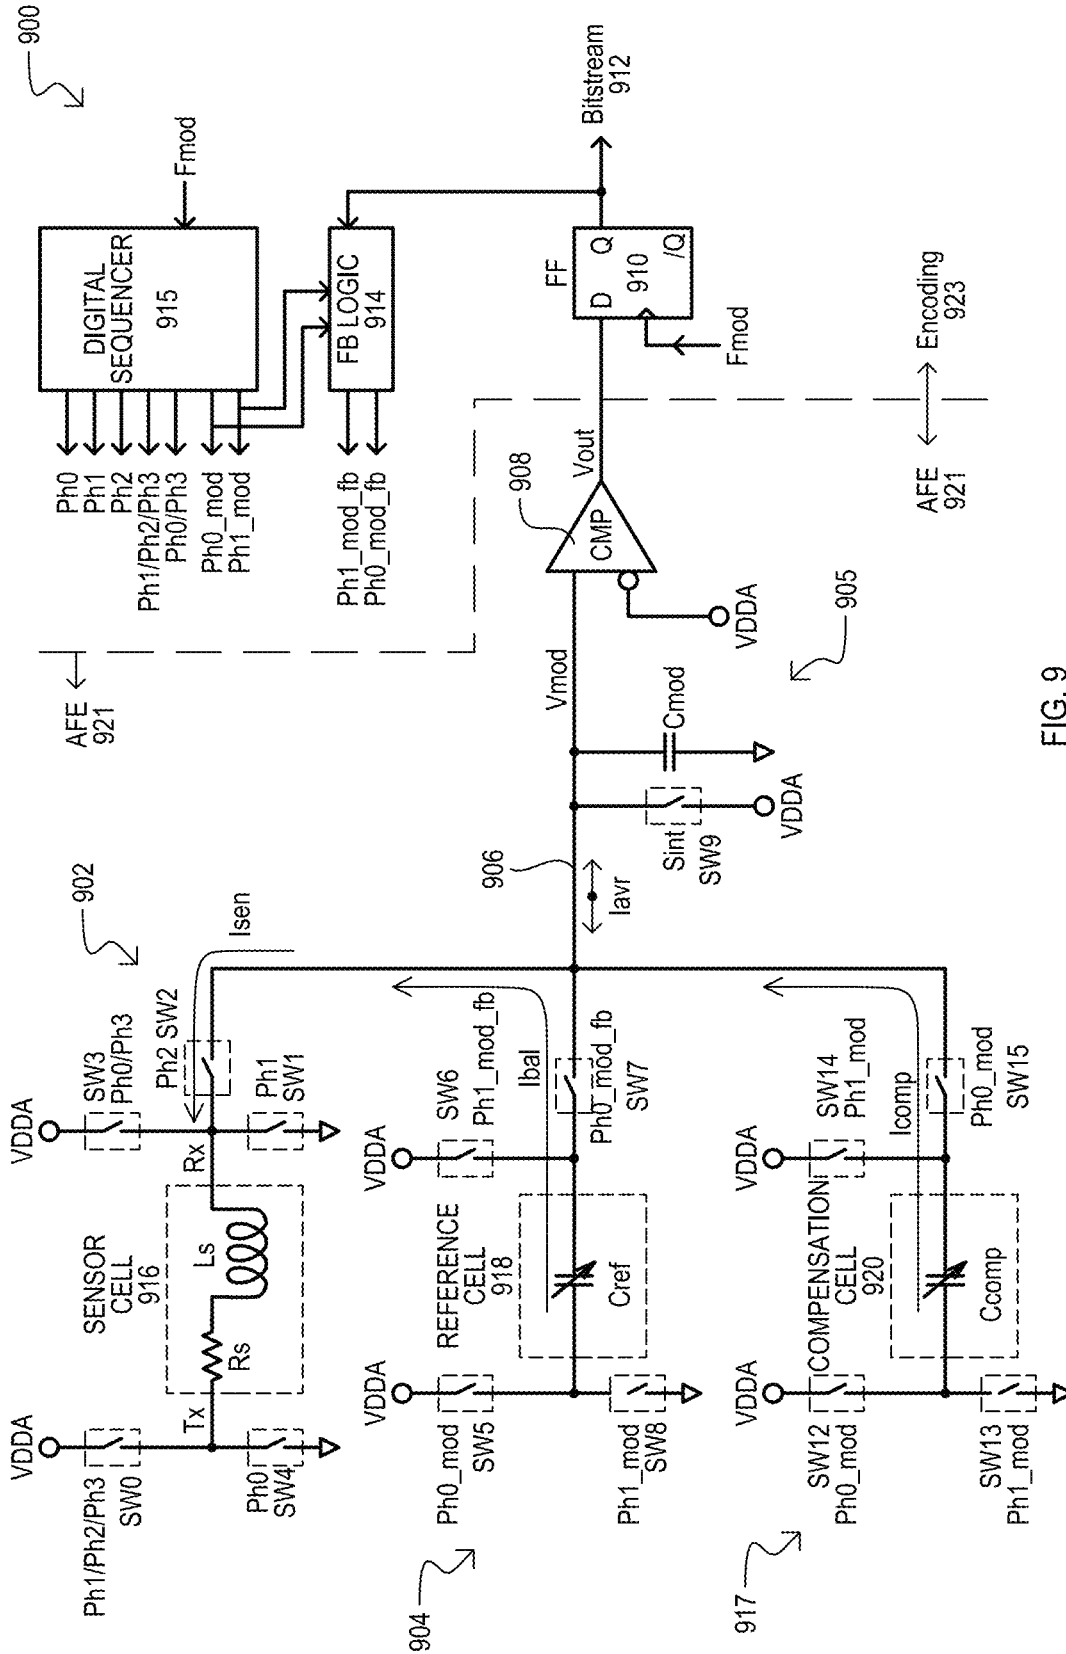 900
902
VDDA
VDDA
SW3
Ph0/Ph3
Ph1/Ph2/Ph3
SW0
SENSOR
CELL
916
Tx
Rs
Ls
Rx
Ph2 SW2
Isen
Ph0
SW4
Ph1
SW1
904
VDDA
VDDA
Ph0_mod
SW5
REFERENCE
CELL
918
SW6
Ph1_mod_fb
Ibal
Cref
Ph0_mod_fb
SW7
Ph1_mod
SW8
917
VDDA
VDDA
SW12
Ph0_mod
COMPENSATION
CELL
920
SW14
Ph1_mod
Icomp
Ccomp
Ph0_mod
SW15
SW13
Ph1_mod
906
Iavr
Sint
SW9
VDDA
Cmod
Vmod
905
908
CMP
VDDA
Vout
AFE
921
Ph0
Ph1
Ph2
Ph1/Ph2/Ph3
Ph0/Ph3
Ph0_mod
Ph1_mod
DIGITAL
SEQUENCER
915
Fmod
Ph1_mod_fb
Ph0_mod_fb
FB LOGIC
914
FF
D
Q
910
/Q
Fmod
Bitstream
912
AFE
921
Encoding
923
FIG. 9